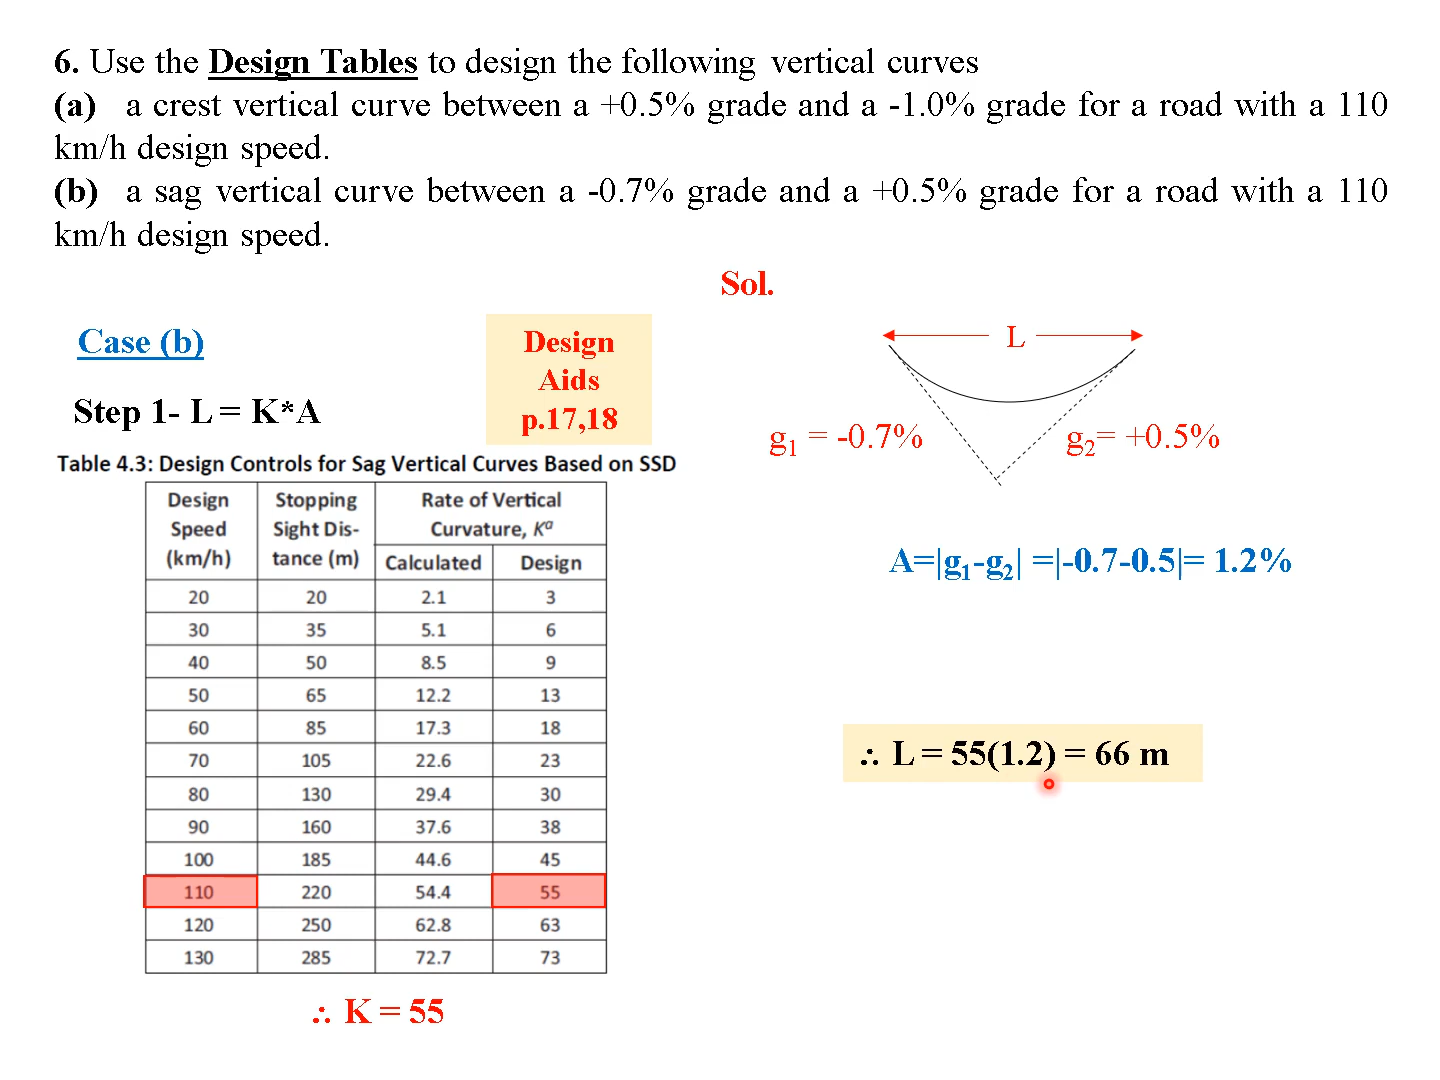 6. Use the Design Tables to design the following vertical curves
(a) a crest vertical curve between a +0.5% grade and a -1.0% grade for a road with a 110
km/h design speed.
(b) a sag vertical curve between a -0.7% grade and a +0.5% grade for a road with a 110
km/h design speed.
Sol.
Case (b)
Design
Aids
p.17,18
L
Step 1- L = K*A
g1 = -0.7%
g2= +0.5%
Table 4.3: Design Controls for Sag Vertical Curves Based on SSD
Design Speed (km/h) Stopping Sight Dis-tance (m) Rate of Vertical Curvature, Ka
Calculated Design
20 20 2.1 3
30 35 5.1 6
40 50 8.5 9
50 65 12.2 13
60 85 17.3 18
70 105 22.6 23
80 130 29.4 30
90 160 37.6 38
100 185 44.6 45
110 220 54.4 55
120 250 62.8 63
130 285 72.7 73
A=|g1-g2| =|-0.7-0.5|= 1.2%
∴ L = 55(1.2) = 66 m
∴ K = 55